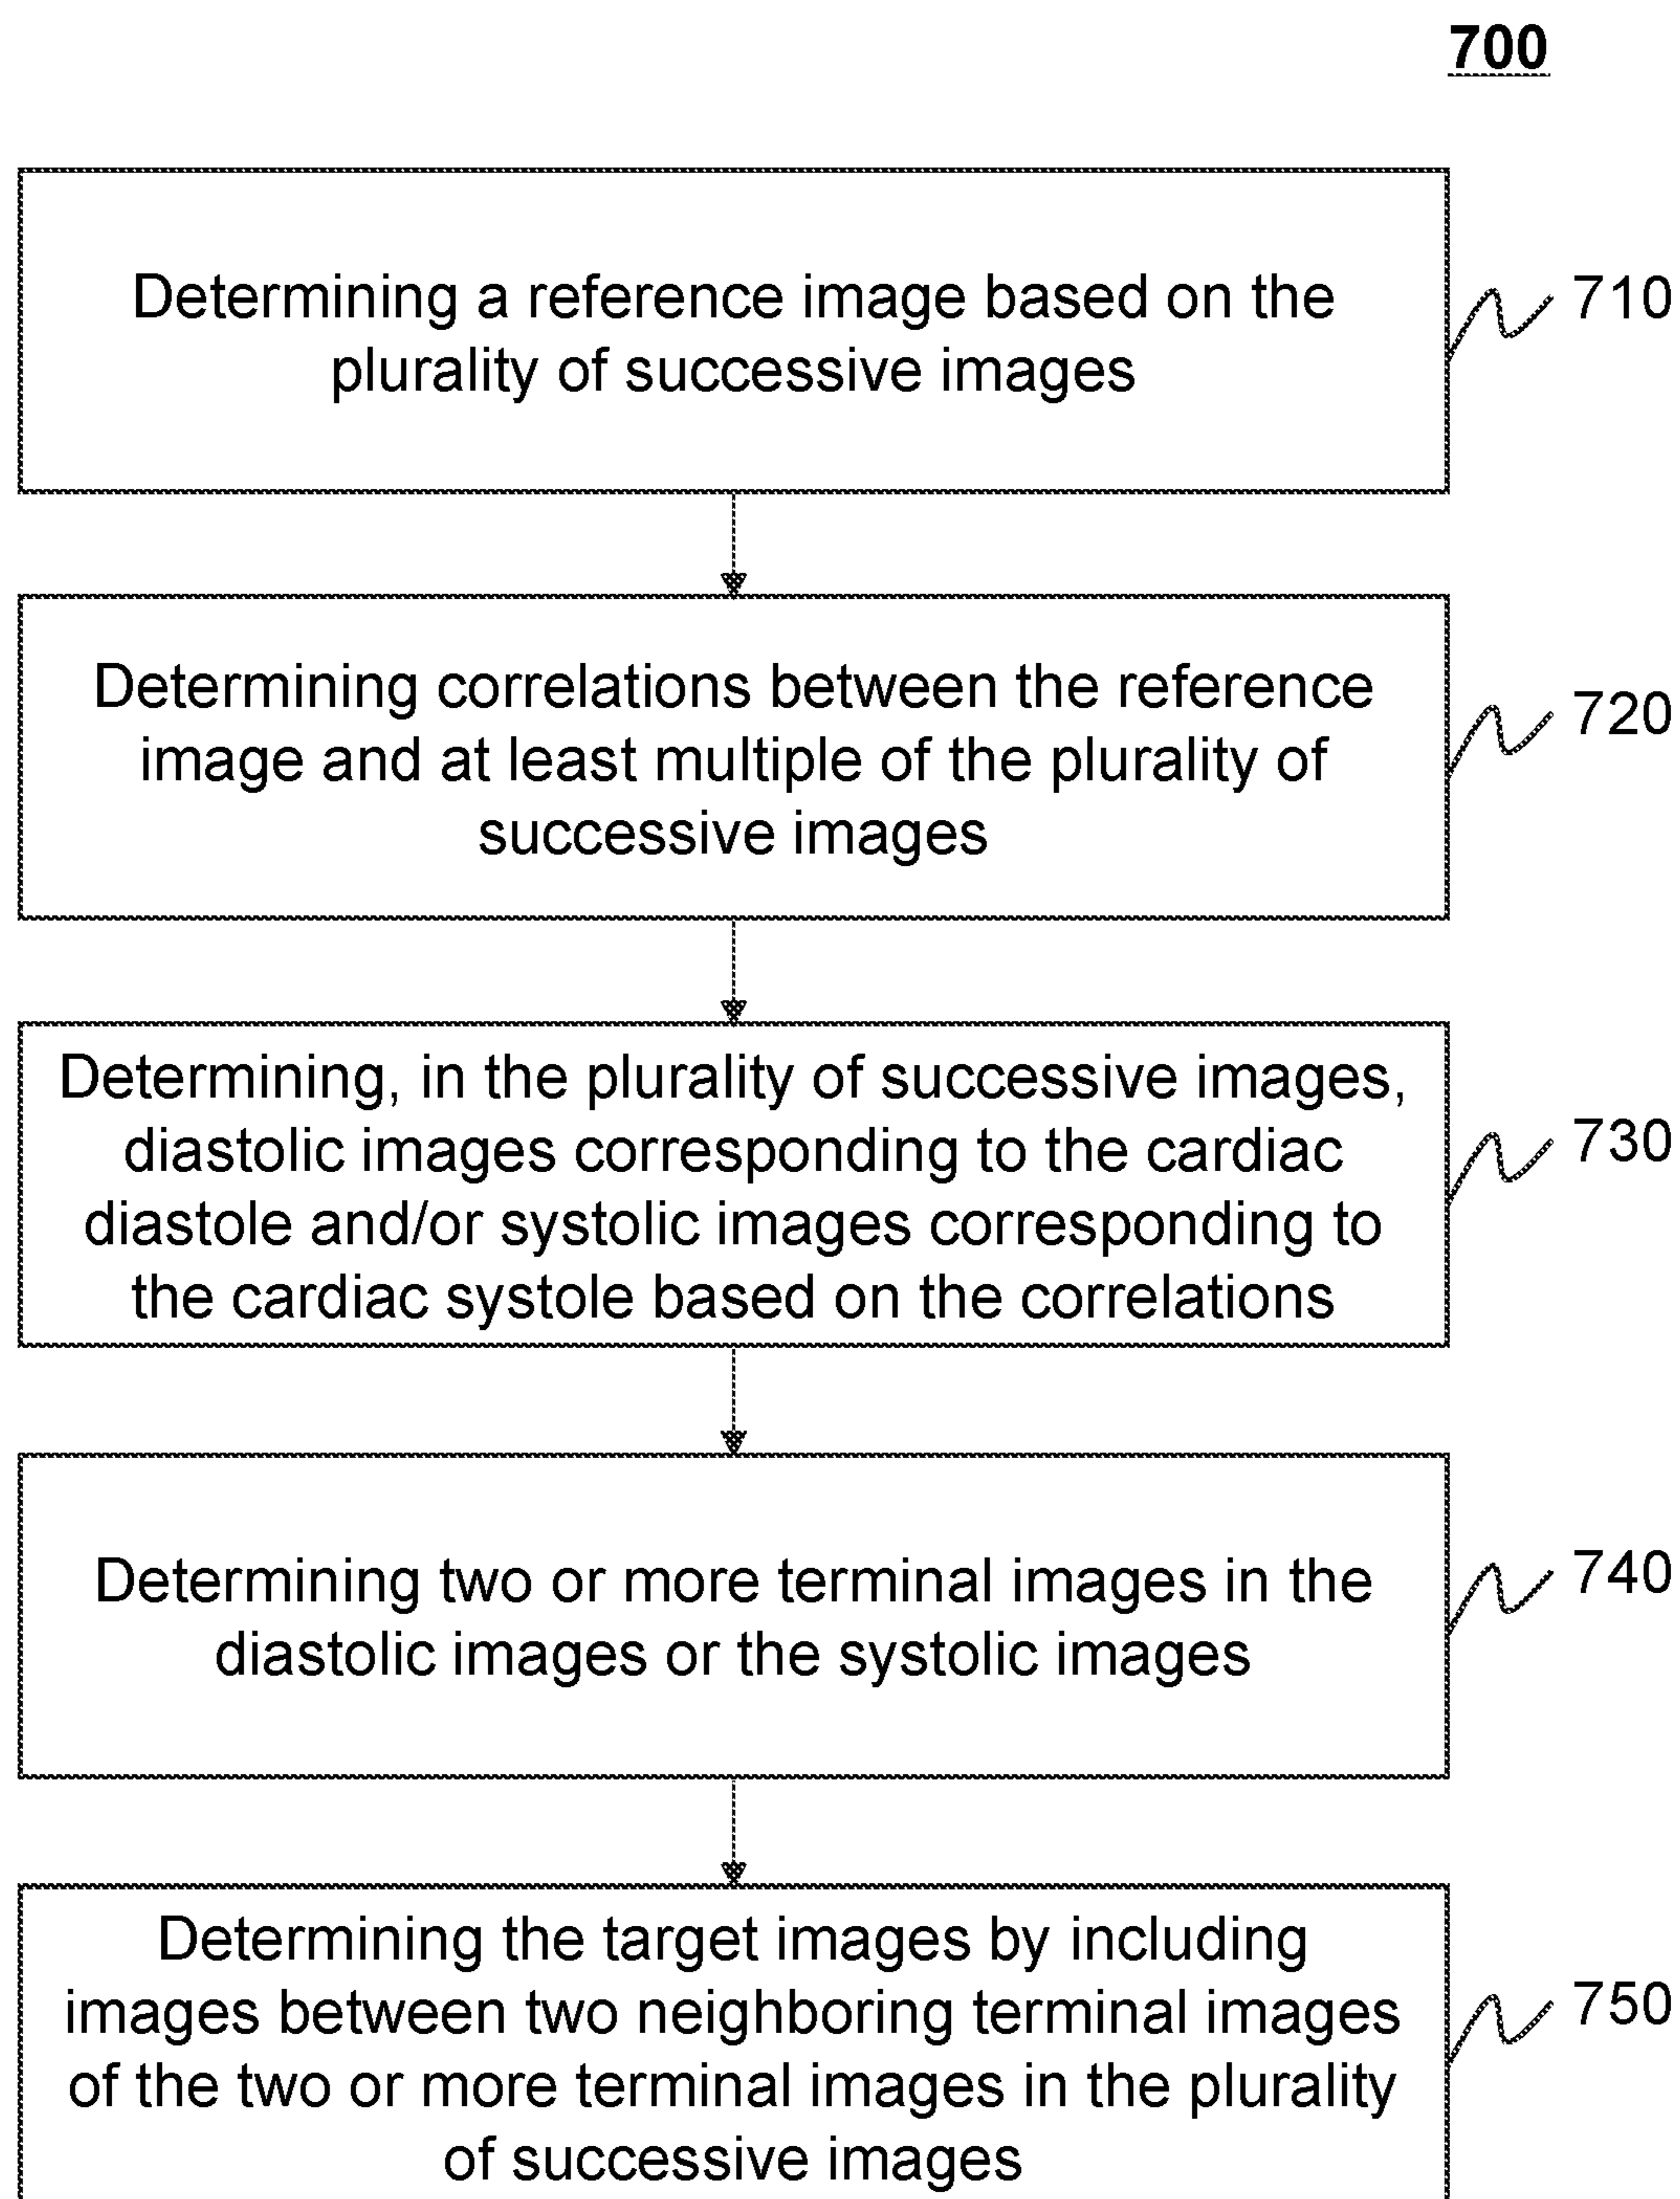 700
Determining a reference image based on the
plurality of successive images
710
Determining correlations between the reference
image and at least multiple of the plurality of
successive images
720
Determining, in the plurality of successive images,
diastolic images corresponding to the cardiac
diastole and/or systolic images corresponding to
the cardiac systole based on the correlations
730
Determining two or more terminal images in the
diastolic images or the systolic images
740
Determining the target images by including
images between two neighboring terminal images
of the two or more terminal images in the plurality
of successive images
750